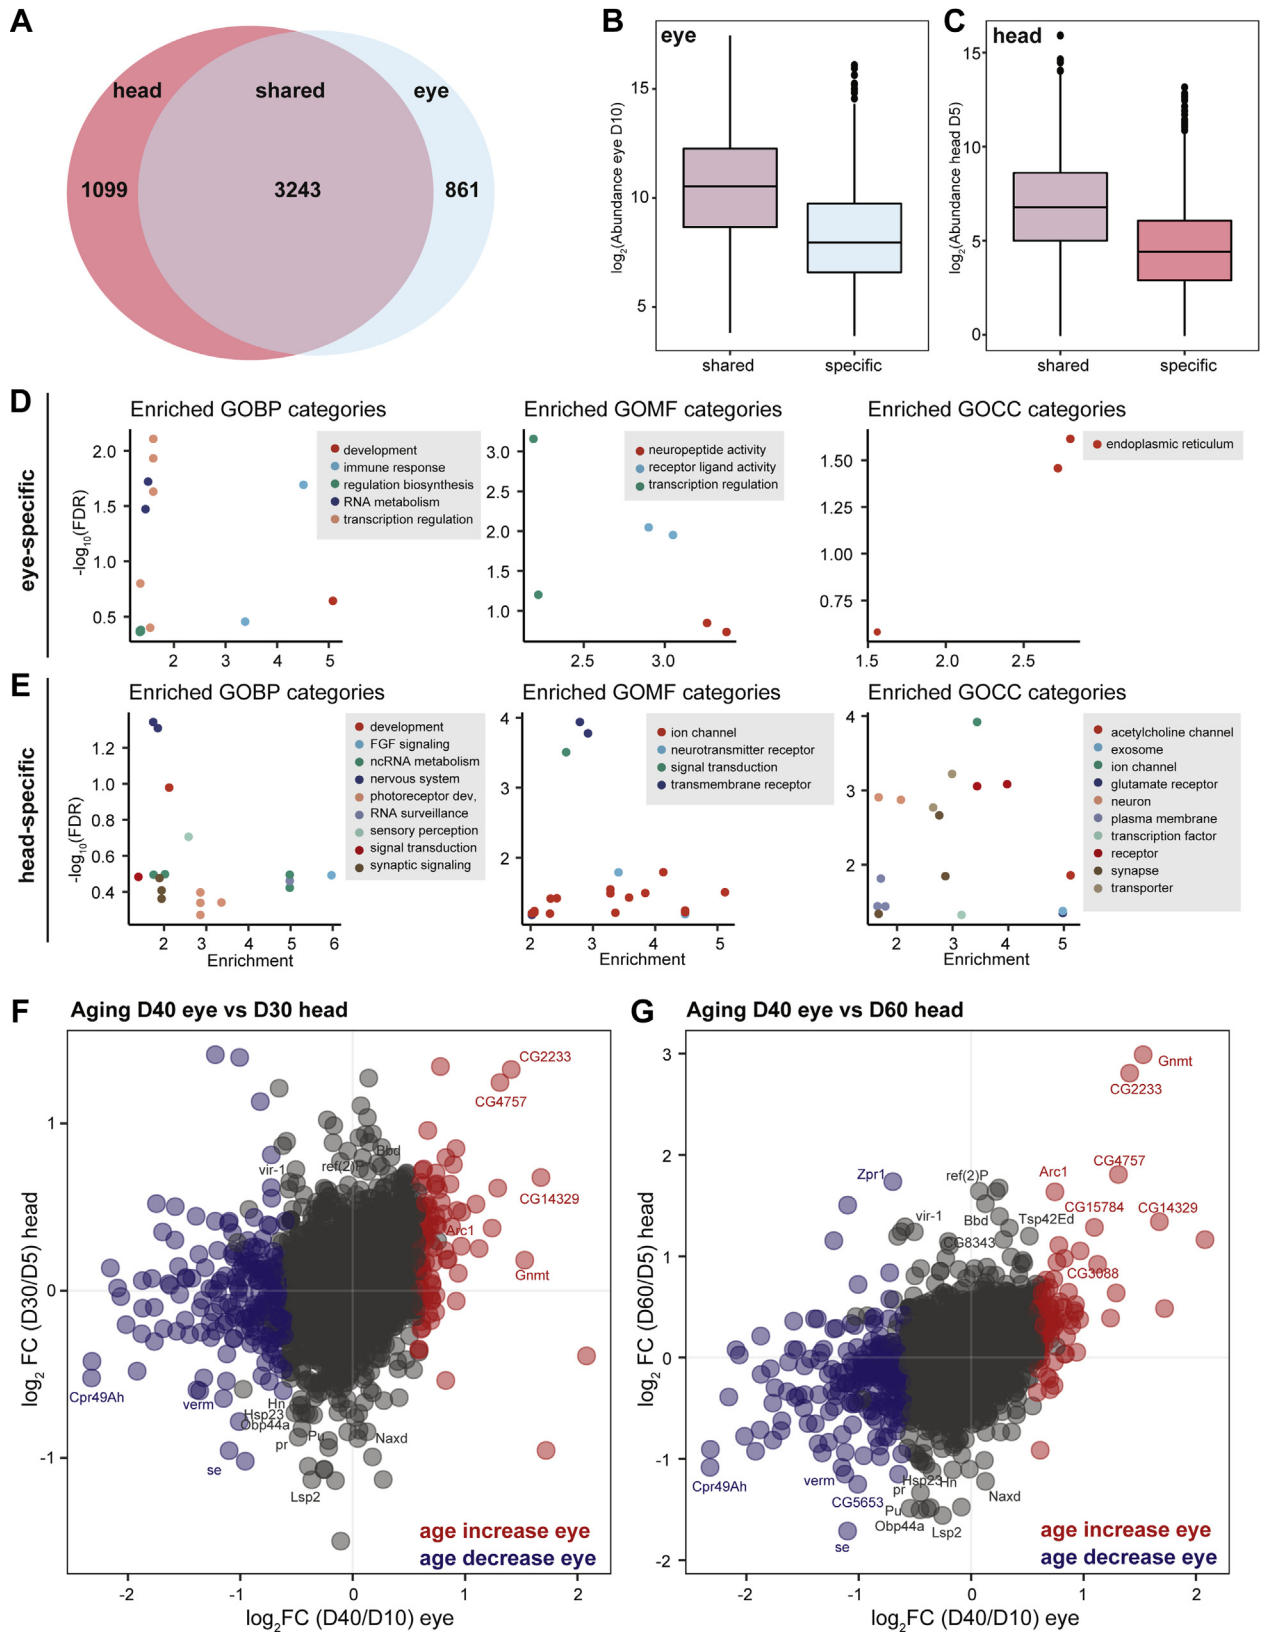 A
head
shared
eye
1099
3243
861
B
eye
log2(Abundance eye D10)
15
10
5
shared
specific
C
head
log2(Abundance head D5)
15
10
5
0
shared
specific
D
eye-specific
Enriched GOBP categories
-log10(FDR)
2.0
1.5
1.0
0.5
2 3 4 5
development
immune response
regulation biosynthesis
RNA metabolism
transcription regulation
Enriched GOMF categories
3.0
2.5
2.0
1.5
1.0
2.5 3.0
neuropeptide activity
receptor ligand activity
transcription regulation
Enriched GOCC categories
1.50
1.25
1.00
0.75
1.5 2.0 2.5
endoplasmic reticulum
E
head-specific
Enriched GOBP categories
-log10(FDR)
1.2
1.0
0.8
0.6
0.4
2 3 4 5 6
Enrichment
development
FGF signaling
ncRNA metabolism
nervous system
photoreceptor dev,
RNA surveillance
sensory perception
signal transduction
synaptic signaling
Enriched GOMF categories
4
3
2
2 3 4 5
Enrichment
ion channel
neurotransmitter receptor
signal transduction
transmembrane receptor
Enriched GOCC categories
4
3
2
2 3 4 5
Enrichment
acetylcholine channel
exosome
ion channel
glutamate receptor
neuron
plasma membrane
transcription factor
receptor
synapse
transporter
F
Aging D40 eye vs D30 head
log2 FC (D30/D5) head
1
0
-1
CG2233
CG4757
Bbd
ref(2)P
vir-1
CG14329
Arc1
Gnmt
Cpr49Ah
verm
Hn
Hsp23
Obp44a
Pu
pr
Naxd
se
Lsp2
age increase eye
age decrease eye
-2 -1 0 1 2
log2FC (D40/D10) eye
G
Aging D40 eye vs D60 head
log2 FC (D60/D5) head
3
2
1
0
-1
-2
Gnmt
CG2233
CG4757
Zpr1
ref(2)P
Arc1
CG15784
CG14329
vir-1
Bbd
Tsp42Ed
CG8343
CG3088
Cpr49Ah
verm
Hsp23
Hn
pr
CG5653
Naxd
Pu
Obp44a
Lsp2
se
age increase eye
age decrease eye
-2 -1 0 1 2
log2FC (D40/D10) eye